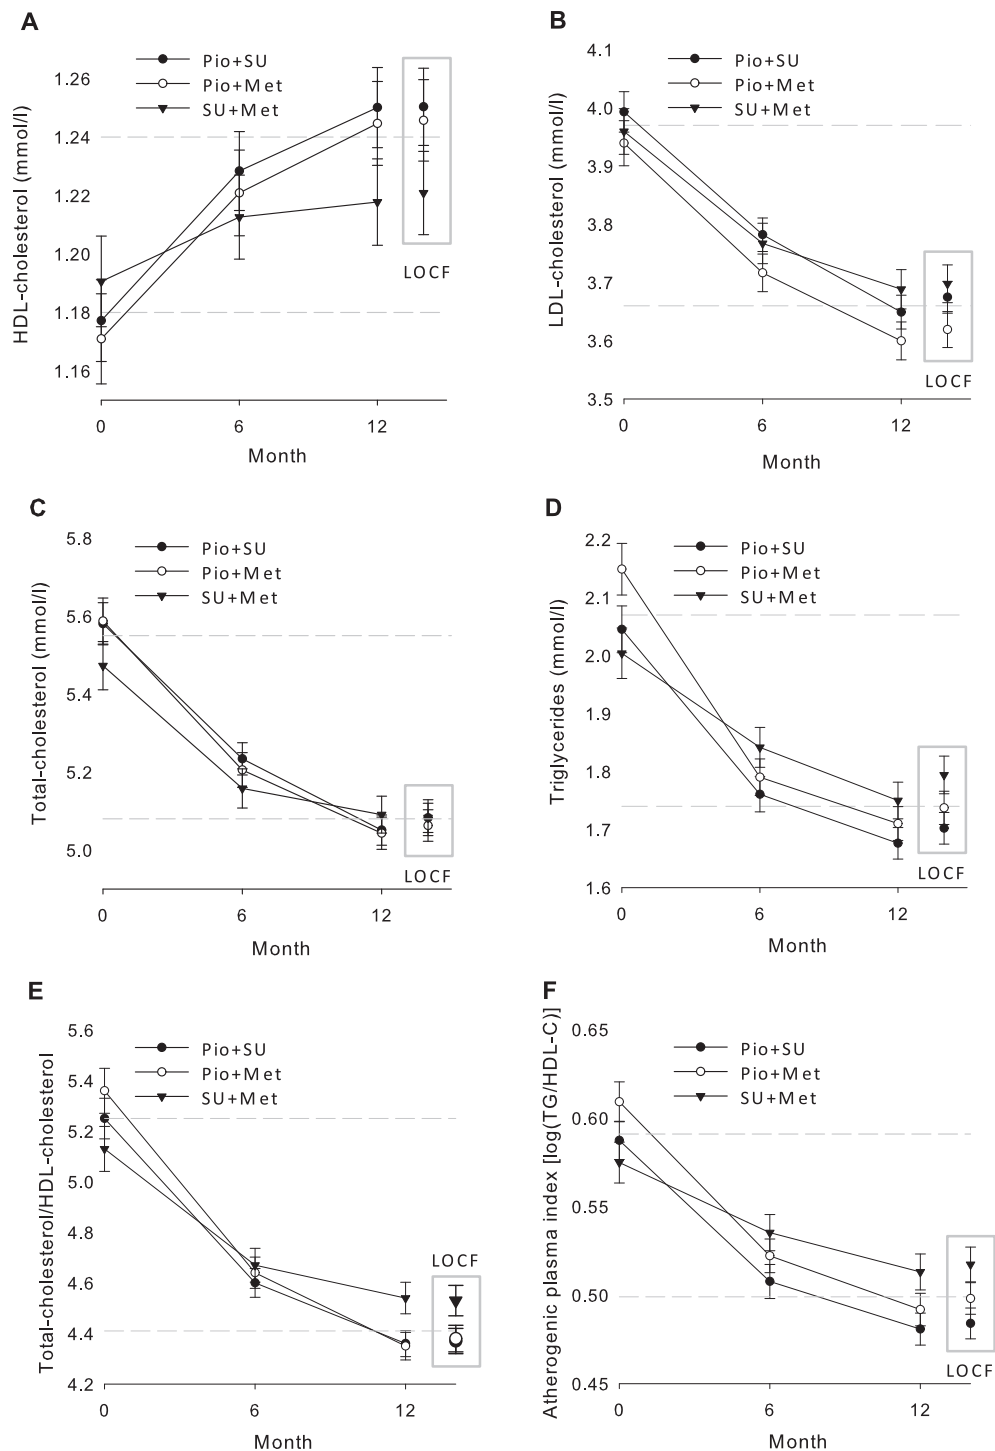 A
HDL-cholesterol (mmol/l)
1.26
1.24
1.22
1.20
1.18
1.16
Pio+SU
Pio+Met
SU+Met
LOCF
0
6
12
Month
B
LDL-cholesterol (mmol/l)
4.1
4.0
3.9
3.8
3.7
3.6
3.5
Pio+SU
Pio+Met
SU+Met
LOCF
0
6
12
Month
C
Total-cholesterol (mmol/l)
5.8
5.6
5.4
5.2
5.0
Pio+SU
Pio+Met
SU+Met
LOCF
0
6
12
Month
D
Triglycerides (mmol/l)
2.2
2.1
2.0
1.9
1.8
1.7
1.6
Pio+SU
Pio+Met
SU+Met
LOCF
0
6
12
Month
E
Total-cholesterol/HDL-cholesterol
5.6
5.4
5.2
5.0
4.8
4.6
4.4
4.2
Pio+SU
Pio+Met
SU+Met
LOCF
0
6
12
Month
F
Atherogenic plasma index [log(TG/HDL-C)]
0.65
0.60
0.55
0.50
0.45
Pio+SU
Pio+Met
SU+Met
LOCF
0
6
12
Month